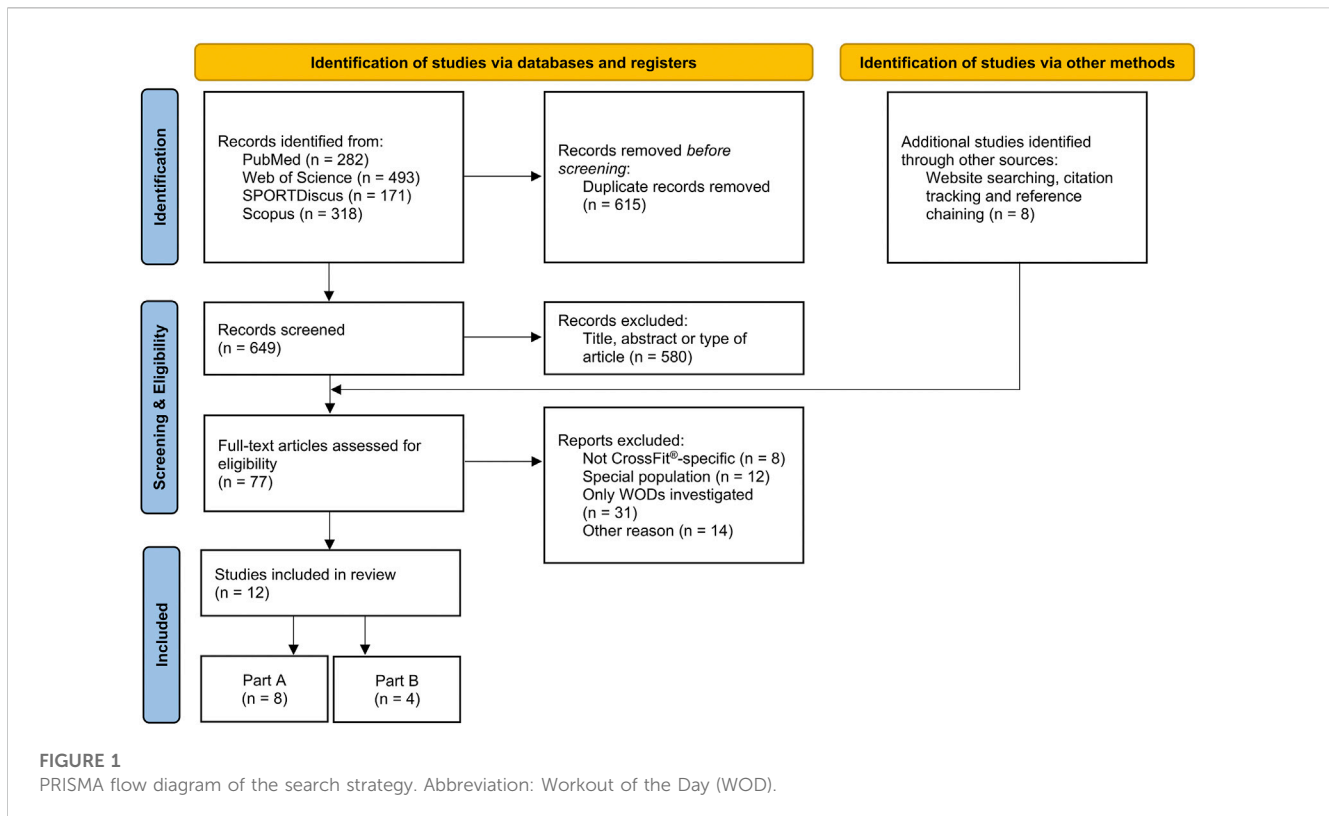 Identification of studies via databases and registers
Identification of studies via other methods
Identification
Records identified from:
PubMed (n = 282)
Web of Science (n = 493)
SPORTDiscus (n = 171)
Scopus (n = 318)
Records removed before
screening:
Duplicate records removed
(n = 615)
Additional studies identified
through other sources:
Website searching, citation
tracking and reference
chaining (n = 8)
Screening & Eligibility
Records screened
(n = 649)
Records excluded:
Title, abstract or type of
article (n = 580)
Full-text articles assessed for
eligibility
(n = 77)
Reports excluded:
Not CrossFit®-specific (n = 8)
Special population (n = 12)
Only WODs investigated
(n = 31)
Other reason (n = 14)
Included
Studies included in review
(n = 12)
Part A
(n = 8)
Part B
(n = 4)
FIGURE 1
PRISMA flow diagram of the search strategy. Abbreviation: Workout of the Day (WOD).